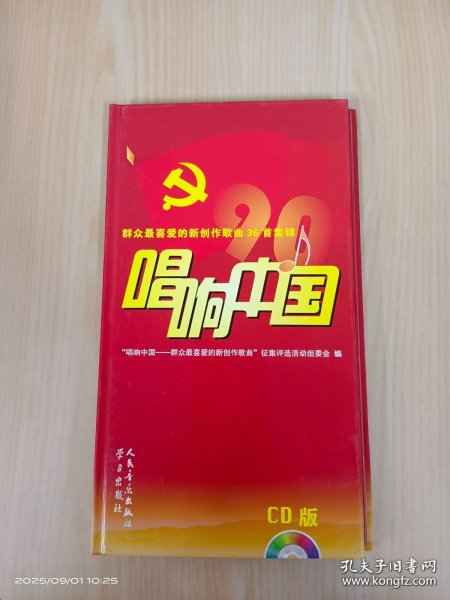 90
群众最喜爱的新创作歌曲36首集锦
唱响中国
“唱响中国——群众最喜爱的新创作歌曲”征集评选活动组委会 编
人民音乐出版社
学习出版社
CD版
2025/09/01 10:25
孔夫子旧书网
www.kongfz.com